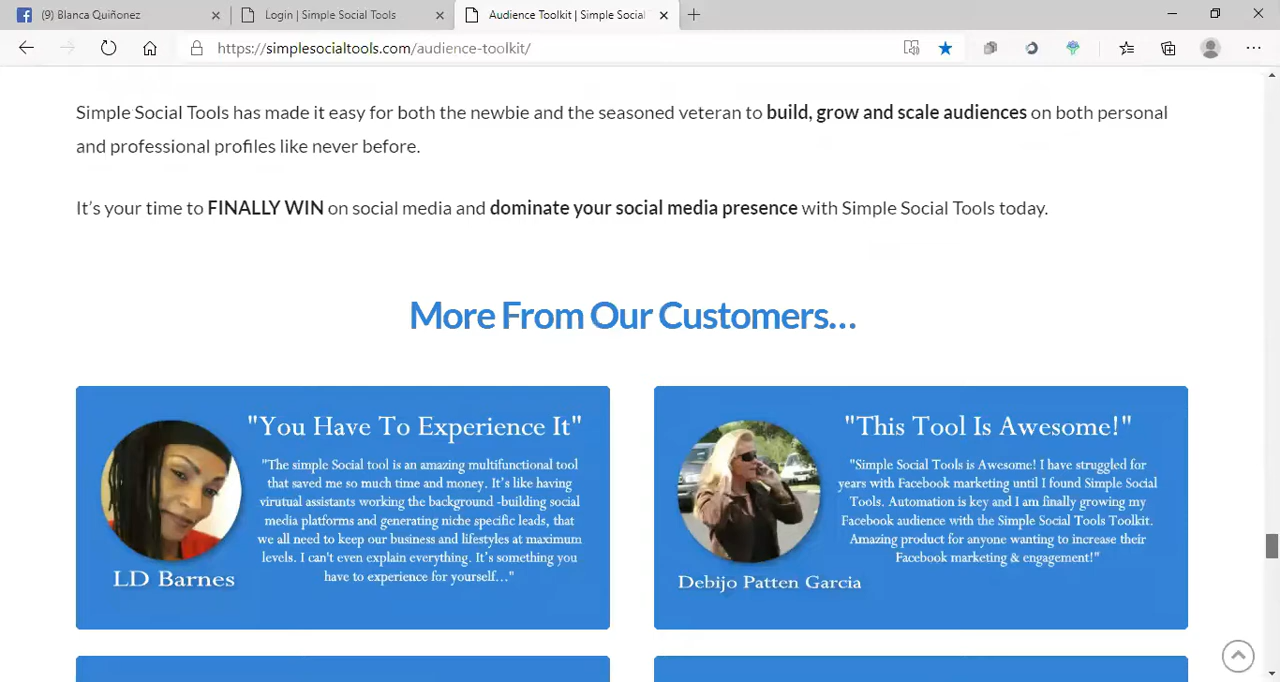 (9) Blanca Quiñonez
Login | Simple Social Tools
Audience Toolkit | Simple Social
https://simplesocialtools.com/audience-toolkit/
Simple Social Tools has made it easy for both the newbie and the seasoned veteran to build, grow and scale audiences on both personal
and professional profiles like never before.
It's your time to FINALLY WIN on social media and dominate your social media presence with Simple Social Tools today.
More From Our Customers...
"You Have To Experience It"
"The simple Social tool is an amazing multifunctional tool
that saved me so much time and money. It's like having
virutual assistants working the background -building social
media platforms and generating niche specific leads, that
we all need to keep our business and lifestyles at maximum
levels. I can't even explain everything. It's something you
have to experience for yourself..."
LD Barnes
"This Tool Is Awesome!"
"Simple Social Tools is Awesome! I have struggled for
years with Facebook marketing until I found Simple Social
Tools. Automation is key and I am finally growing my
Facebook audience with the Simple Social Tools Toolkit.
Amazing product for anyone wanting to increase their
Facebook marketing & engagement!"
Debijo Patten Garcia